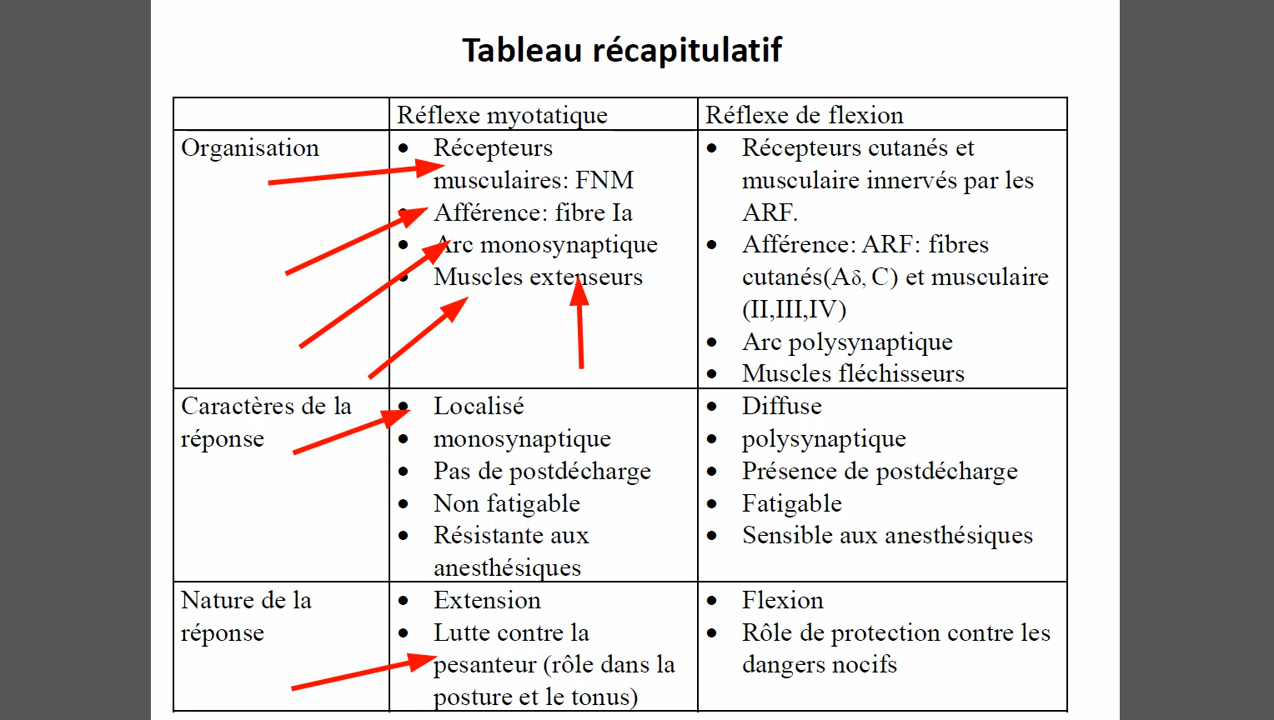 Tableau récapitulatif
Réflexe myotatique
Réflexe de flexion
Organisation
• Récepteurs
musculaires: FNM
• Afférence: fibre Ia
• Arc monosynaptique
• Muscles extenseurs
• Récepteurs cutanés et
musculaire innervés par les
ARF.
• Afférence: ARF: fibres
cutanés(Aδ, C) et musculaire
(II,III,IV)
• Arc polysynaptique
• Muscles fléchisseurs
Caractères de la
réponse
• Localisé
• monosynaptique
• Pas de postdécharge
• Non fatigable
• Résistante aux
anesthésiques
• Diffuse
• polysynaptique
• Présence de postdécharge
• Fatigable
• Sensible aux anesthésiques
Nature de la
réponse
• Extension
• Lutte contre la
pesanteur (rôle dans la
posture et le tonus)
• Flexion
• Rôle de protection contre les
dangers nocifs